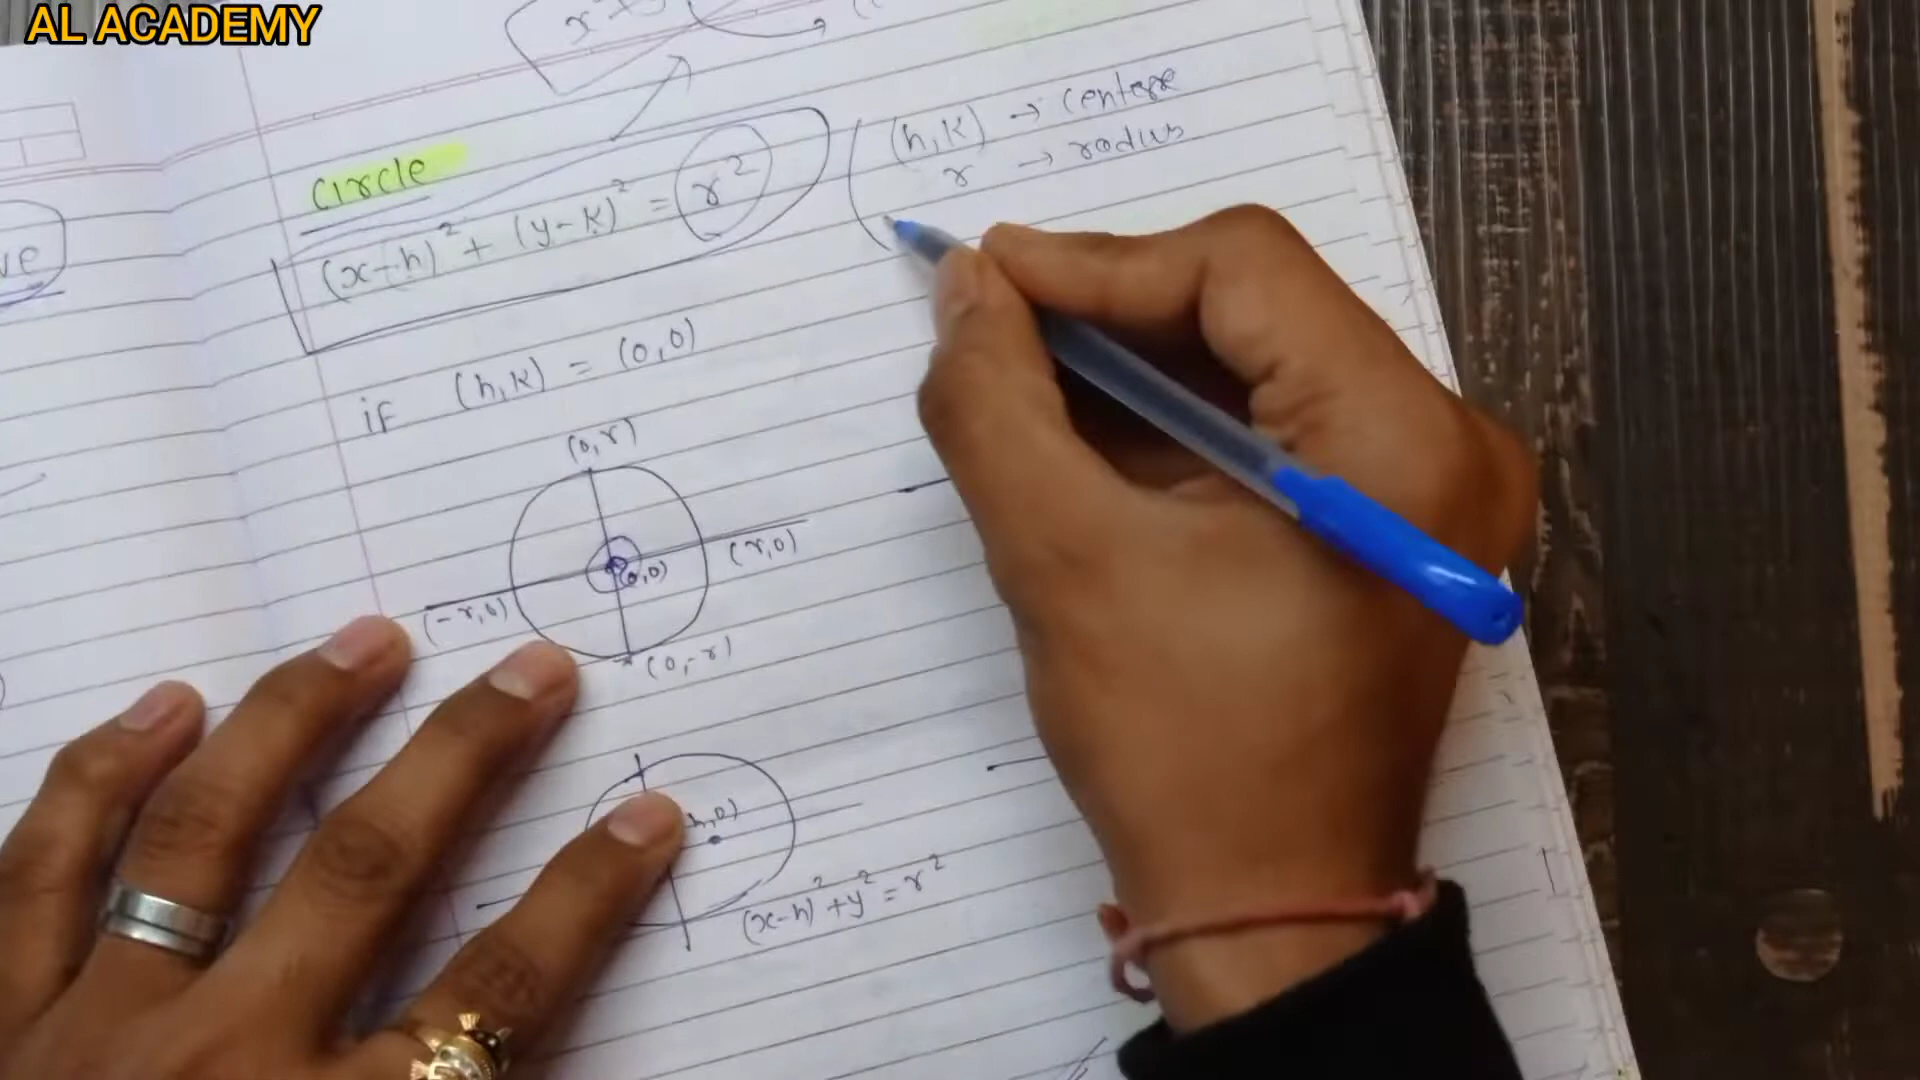 AL ACADEMY
circle
(x-h)² + (y-k)² = r²
(h,k) → centere
r → radius
if (h,k) = (0,0)
(0,r)
(r,0)
(0,0)
(-r,0)
(0,-r)
h,0)
(x-h)² + y² = r²